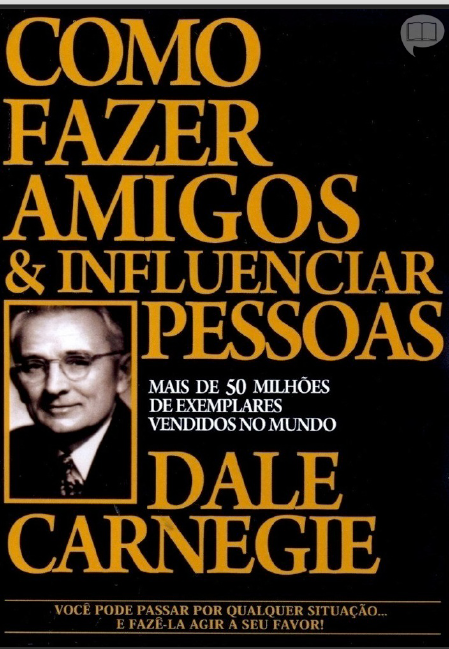 COMO
FAZER
AMIGOS
& INFLUENCIAR
PESSOAS
MAIS DE 50 MILHÕES
DE EXEMPLARES
VENDIDOS NO MUNDO
DALE
CARNEGIE
VOCÊ PODE PASSAR POR QUALQUER SITUAÇÃO...
E FAZÊ-LA AGIR A SEU FAVOR!